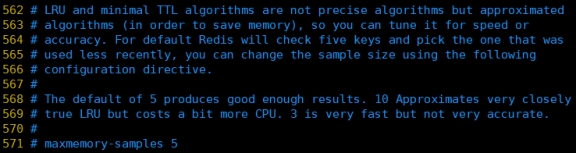 562 # LRU and minimal TTL algorithms are not precise algorithms but approximated
563 # algorithms (in order to save memory), so you can tune it for speed or
564 # accuracy. For default Redis will check five keys and pick the one that was
565 # used less recently, you can change the sample size using the following
566 # configuration directive.
567 #
568 # The default of 5 produces good enough results. 10 Approximates very closely
569 # true LRU but costs a bit more CPU. 3 is very fast but not very accurate.
570 #
571 # maxmemory-samples 5